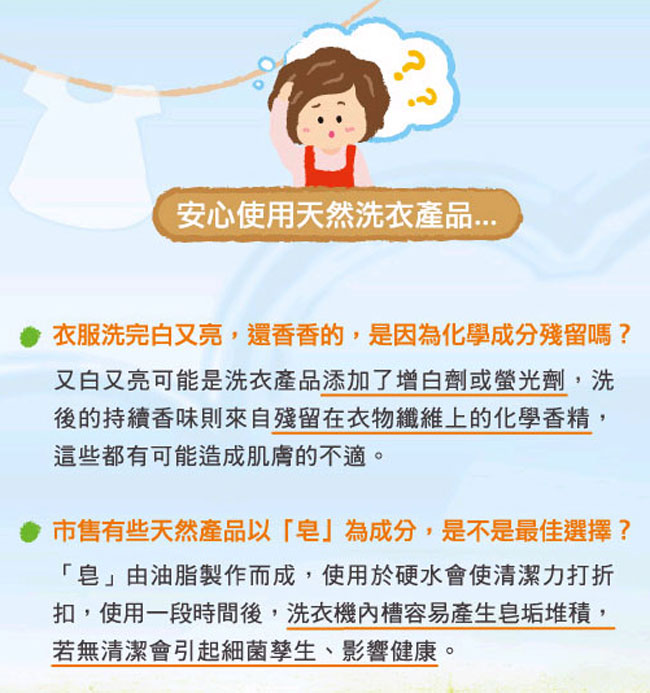 ??
安心使用天然洗衣產品...
衣服洗完白又亮，還香香的，是因為化學成分殘留嗎？
又白又亮可能是洗衣產品添加了增白劑或螢光劑，洗
後的持續香味則來自殘留在衣物纖維上的化學香精，
這些都有可能造成肌膚的不適。
市售有些天然產品以「皂」為成分，是不是最佳選擇？
「皂」由油脂製作而成，使用於硬水會使清潔力打折
扣，使用一段時間後，洗衣機內槽容易產生皂垢堆積，
若無清潔會引起細菌孳生、影響健康。